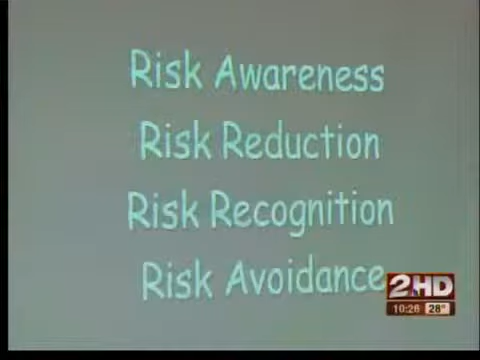 Risk Awareness
Risk Reduction
Risk Recognition
Risk Avoidance
2HD
10:26 28°